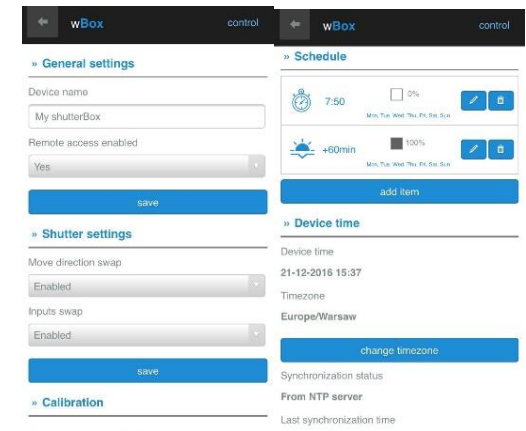 wBox
control
» General settings
Device name
My shutterBox
Remote access enabled
Yes
save
» Shutter settings
Move direction swap
Enabled
Inputs swap
Enabled
save
» Calibration
wBox
control
» Schedule
7:50
0%
Mon, Tue, Wed, Thu, Fri, Sat, Sun
+60min
100%
Mon, Tue, Wed, Thu, Fri, Sat, Sun
add item
» Device time
Device time
21-12-2016 15:37
Timezone
Europe/Warsaw
change timezone
Synchronization status
From NTP server
Last synchronization time